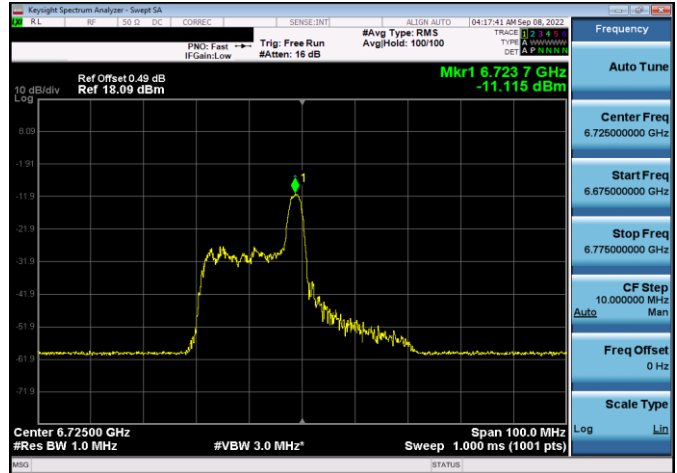 Keysight Spectrum Analyzer - Swept SA
RL RF 50 Ω DC CORREC SENSE:INT ALIGN AUTO 04:17:41 AM Sep 08, 2022
PNO: Fast Trig: Free Run #Avg Type: RMS TRACE 1 2 3 4 5 6
IFGain:Low #Atten: 16 dB Avg|Hold: 100/100 TYPE A WWWWW
DET A P N N N N
Ref Offset 0.49 dB Mkr1 6.723 7 GHz
10 dB/div Ref 18.09 dBm -11.115 dBm
Log
8.09
-1.91
1
-11.9
-21.9
-31.9
-41.9
-51.9
-61.9
-71.9
Center 6.72500 GHz Span 100.0 MHz
#Res BW 1.0 MHz #VBW 3.0 MHz* Sweep 1.000 ms (1001 pts)
MSG STATUS
Frequency
Auto Tune
Center Freq
6.725000000 GHz
Start Freq
6.675000000 GHz
Stop Freq
6.775000000 GHz
CF Step
10.000000 MHz
Auto Man
Freq Offset
0 Hz
Scale Type
Log Lin